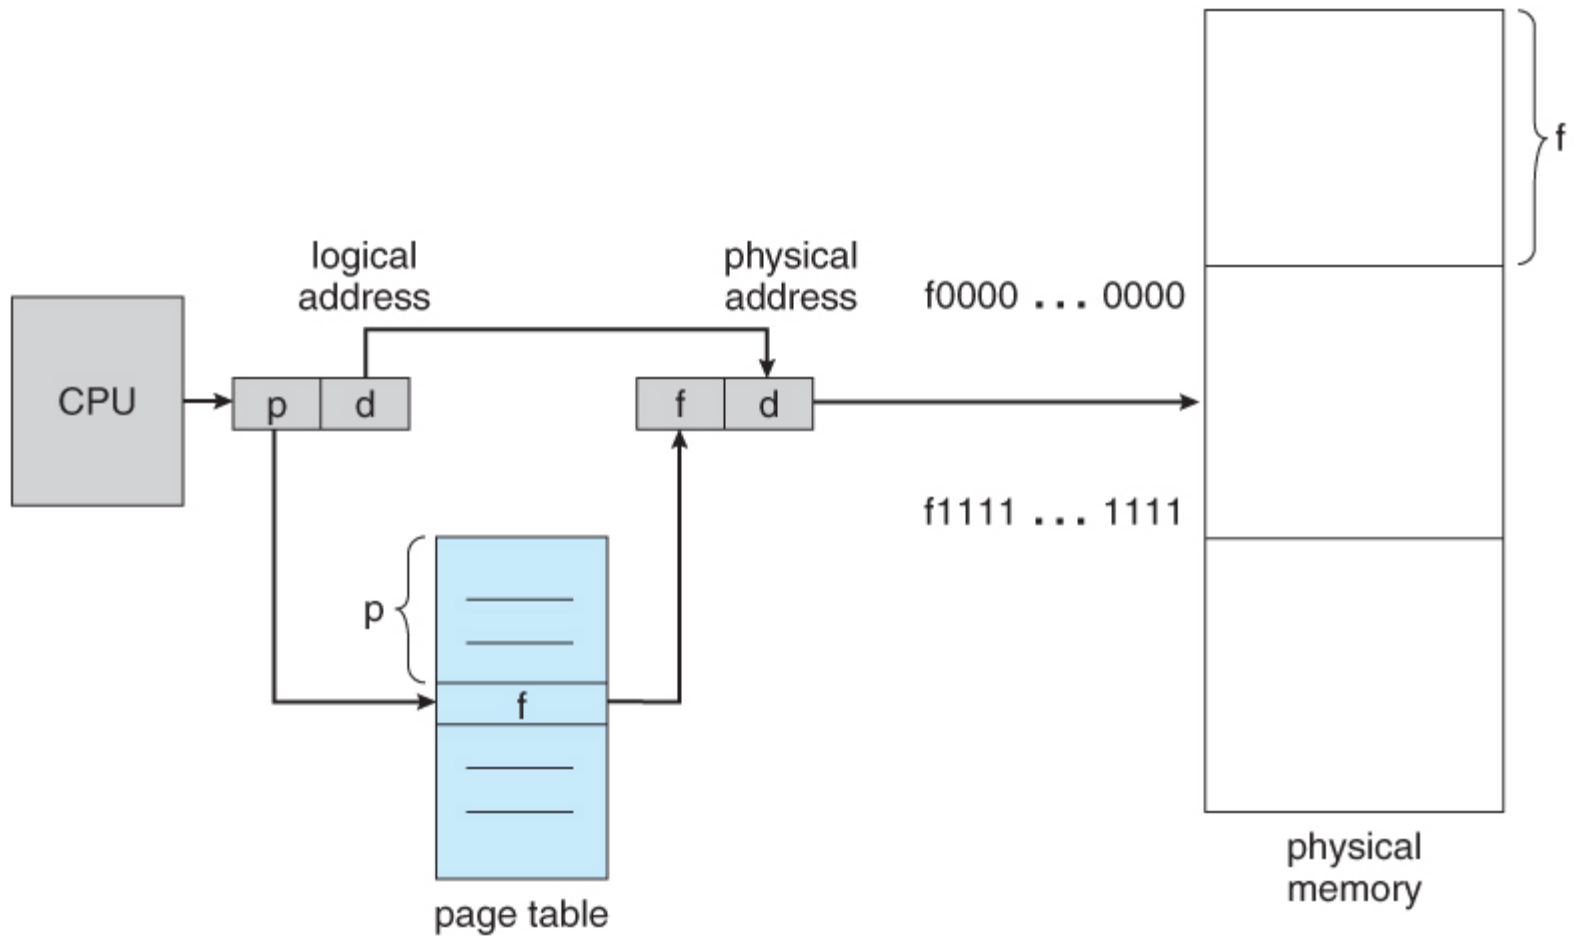 f
logical
address
physical
address
f0000 ... 0000
CPU
p
d
f
d
f1111 ... 1111
p
f
page table
physical
memory